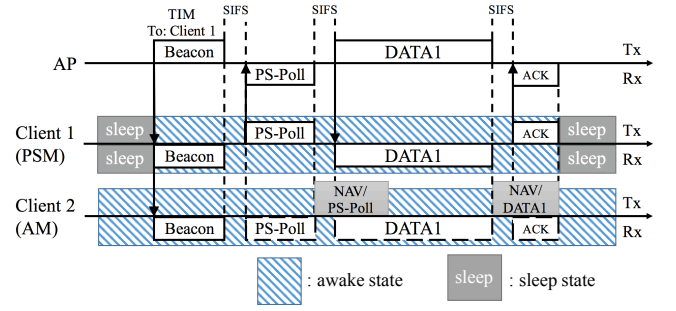 SIFS
SIFS
SIFS
TIM
To: Client 1
Beacon
DATA1
Tx
AP
PS-Poll
ACK
Rx
Client 1
(PSM)
sleep
PS-Poll
ACK
sleep
Tx
sleep
Beacon
DATA1
sleep
Rx
Client 2
(AM)
NAV/
PS-Poll
NAV/
DATA1
Tx
Beacon
PS-Poll
DATA1
ACK
Rx
: awake state
sleep
: sleep state